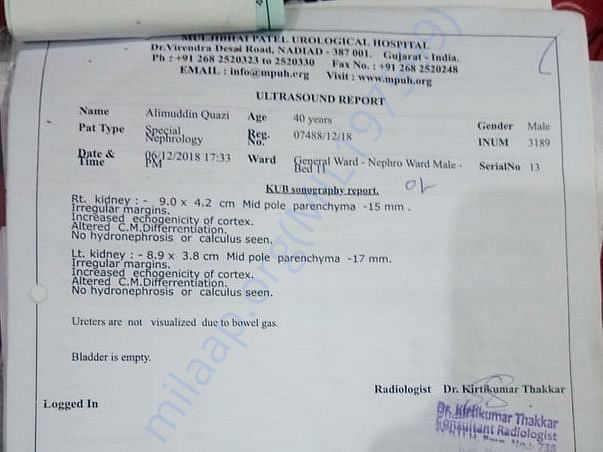 MULJIBHAI PATEL UROLOGICAL HOSPITAL
Dr.Virendra Desai Road, NADIAD - 387 001. Gujarat - India.
Ph : +91 268 2520323 to 2520330 Fax No. : +91 268 2520248
EMAIL : info@mpuh.org Visit : www.mpuh.org
ULTRASOUND REPORT
Name Alimuddin Quazi Age 40 years Gender Male
Pat Type Special Nephrology Reg. No. 07488/12/18 INUM 3189
Date & Time 06/12/2018 17:33 PM Ward General Ward - Nephro Ward Male - Bed 11 SerialNo 13
KUB sonography report.
Rt. kidney : - 9.0 x 4.2 cm Mid pole parenchyma -15 mm .
Irregular margins.
Increased echogenicity of cortex.
Altered C.M.Differrentiation.
No hydronephrosis or calculus seen.
Lt. kidney : - 8.9 x 3.8 cm Mid pole parenchyma -17 mm.
Irregular margins.
Increased echogenicity of cortex.
Altered C.M.Differrentiation.
No hydronephrosis or calculus seen.
Ureters are not visualized due to bowel gas.
Bladder is empty.
Radiologist Dr. Kirtikumar Thakkar
Logged In
Dr. Kirtikumar Thakkar
Consultant Radiologist
738